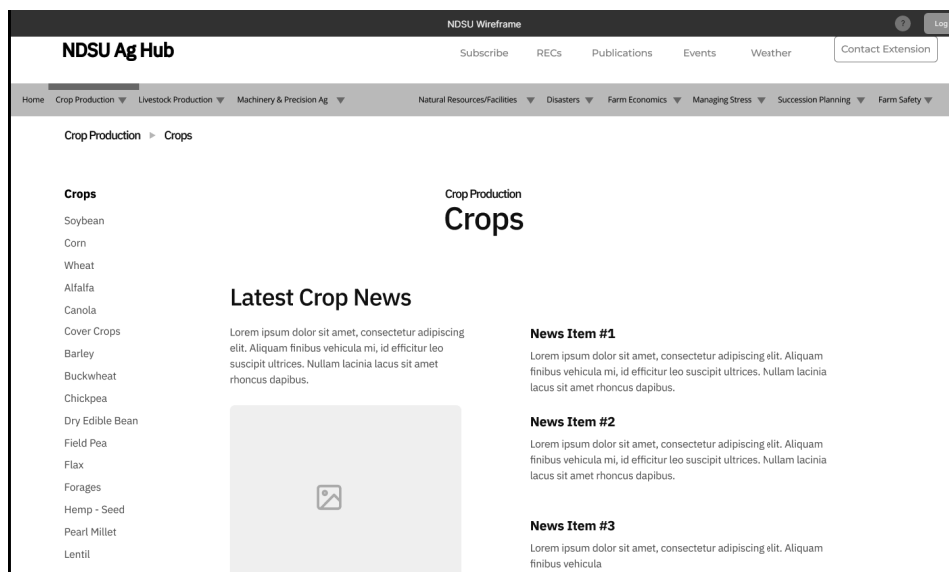 NDSU Wireframe
?
Log
NDSU Ag Hub
Subscribe RECs Publications Events Weather Contact Extension
Home Crop Production Livestock Production Machinery & Precision Ag Natural Resources/Facilities Disasters Farm Economics Managing Stress Succession Planning Farm Safety
Crop Production Crops
Crops
Soybean
Corn
Wheat
Alfalfa
Canola
Cover Crops
Barley
Buckwheat
Chickpea
Dry Edible Bean
Field Pea
Flax
Forages
Hemp - Seed
Pearl Millet
Lentil
Crop Production
Crops
Latest Crop News
Lorem ipsum dolor sit amet, consectetur adipiscing
elit. Aliquam finibus vehicula mi, id efficitur leo
suscipit ultrices. Nullam lacinia lacus sit amet
rhoncus dapibus.
News Item #1
Lorem ipsum dolor sit amet, consectetur adipiscing elit. Aliquam
finibus vehicula mi, id efficitur leo suscipit ultrices. Nullam lacinia
lacus sit amet rhoncus dapibus.
News Item #2
Lorem ipsum dolor sit amet, consectetur adipiscing elit. Aliquam
finibus vehicula mi, id efficitur leo suscipit ultrices. Nullam lacinia
lacus sit amet rhoncus dapibus.
News Item #3
Lorem ipsum dolor sit amet, consectetur adipiscing elit. Aliquam
finibus vehicula